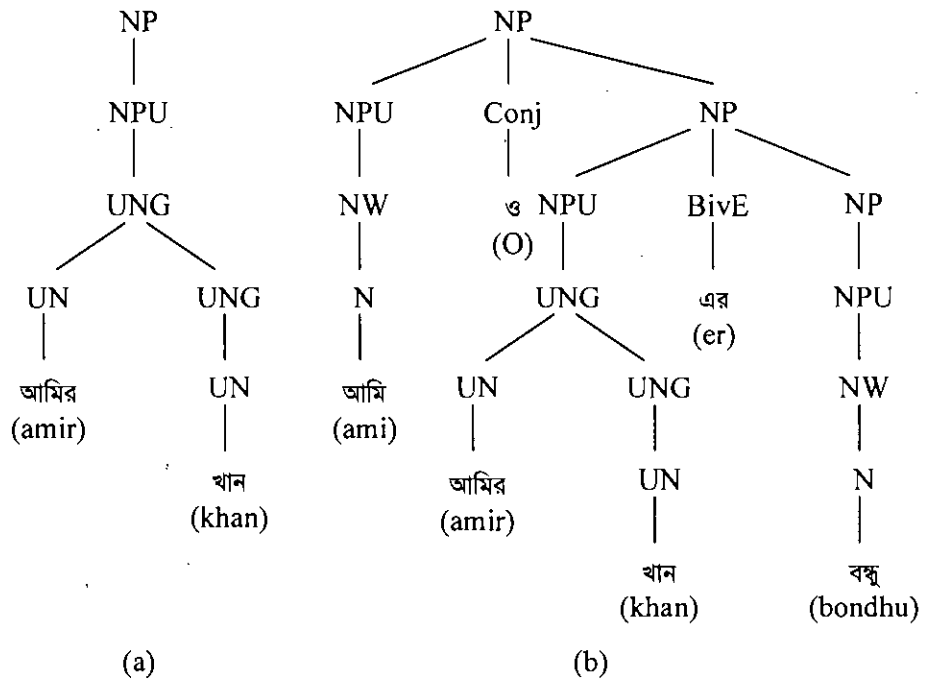 NP NP
NPU NPU Conj NP
UNG NW ও NPU BivE NP
(O)
UN UNG N UNG এর NPU
(er)
আমির UN আমি UN UNG NW
(amir) (ami)
খান আমির UN N
(khan) (amir)
খান বন্ধু
(khan) (bondhu)
(a) (b)